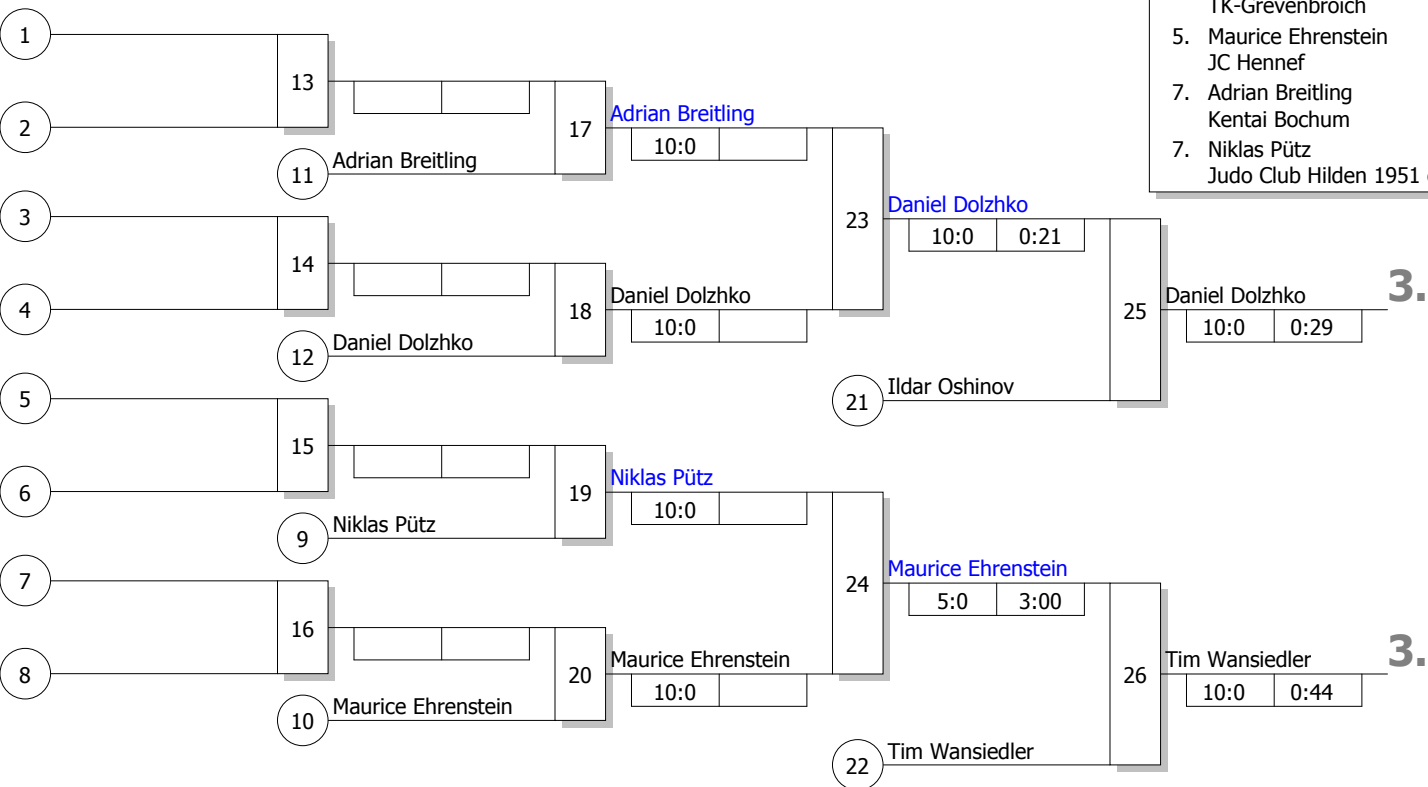 TK-Grevenbroich
5. Maurice Ehrenstein
JC Hennef
7. Adrian Breitling
Kentai Bochum
7. Niklas Pütz
Judo Club Hilden 1951
1
13
2
17
Adrian Breitling
10:0
11 Adrian Breitling
3
23
Daniel Dolzhko
10:0 0:21
14
4
18
Daniel Dolzhko
10:0
12 Daniel Dolzhko
25
Daniel Dolzhko
10:0 0:29
3.
21 Ildar Oshinov
5
15
6
19
Niklas Pütz
10:0
9 Niklas Pütz
7
24
Maurice Ehrenstein
5:0 3:00
16
8
20
Maurice Ehrenstein
10:0
10 Maurice Ehrenstein
26
Tim Wansiedler
10:0 0:44
3.
22 Tim Wansiedler